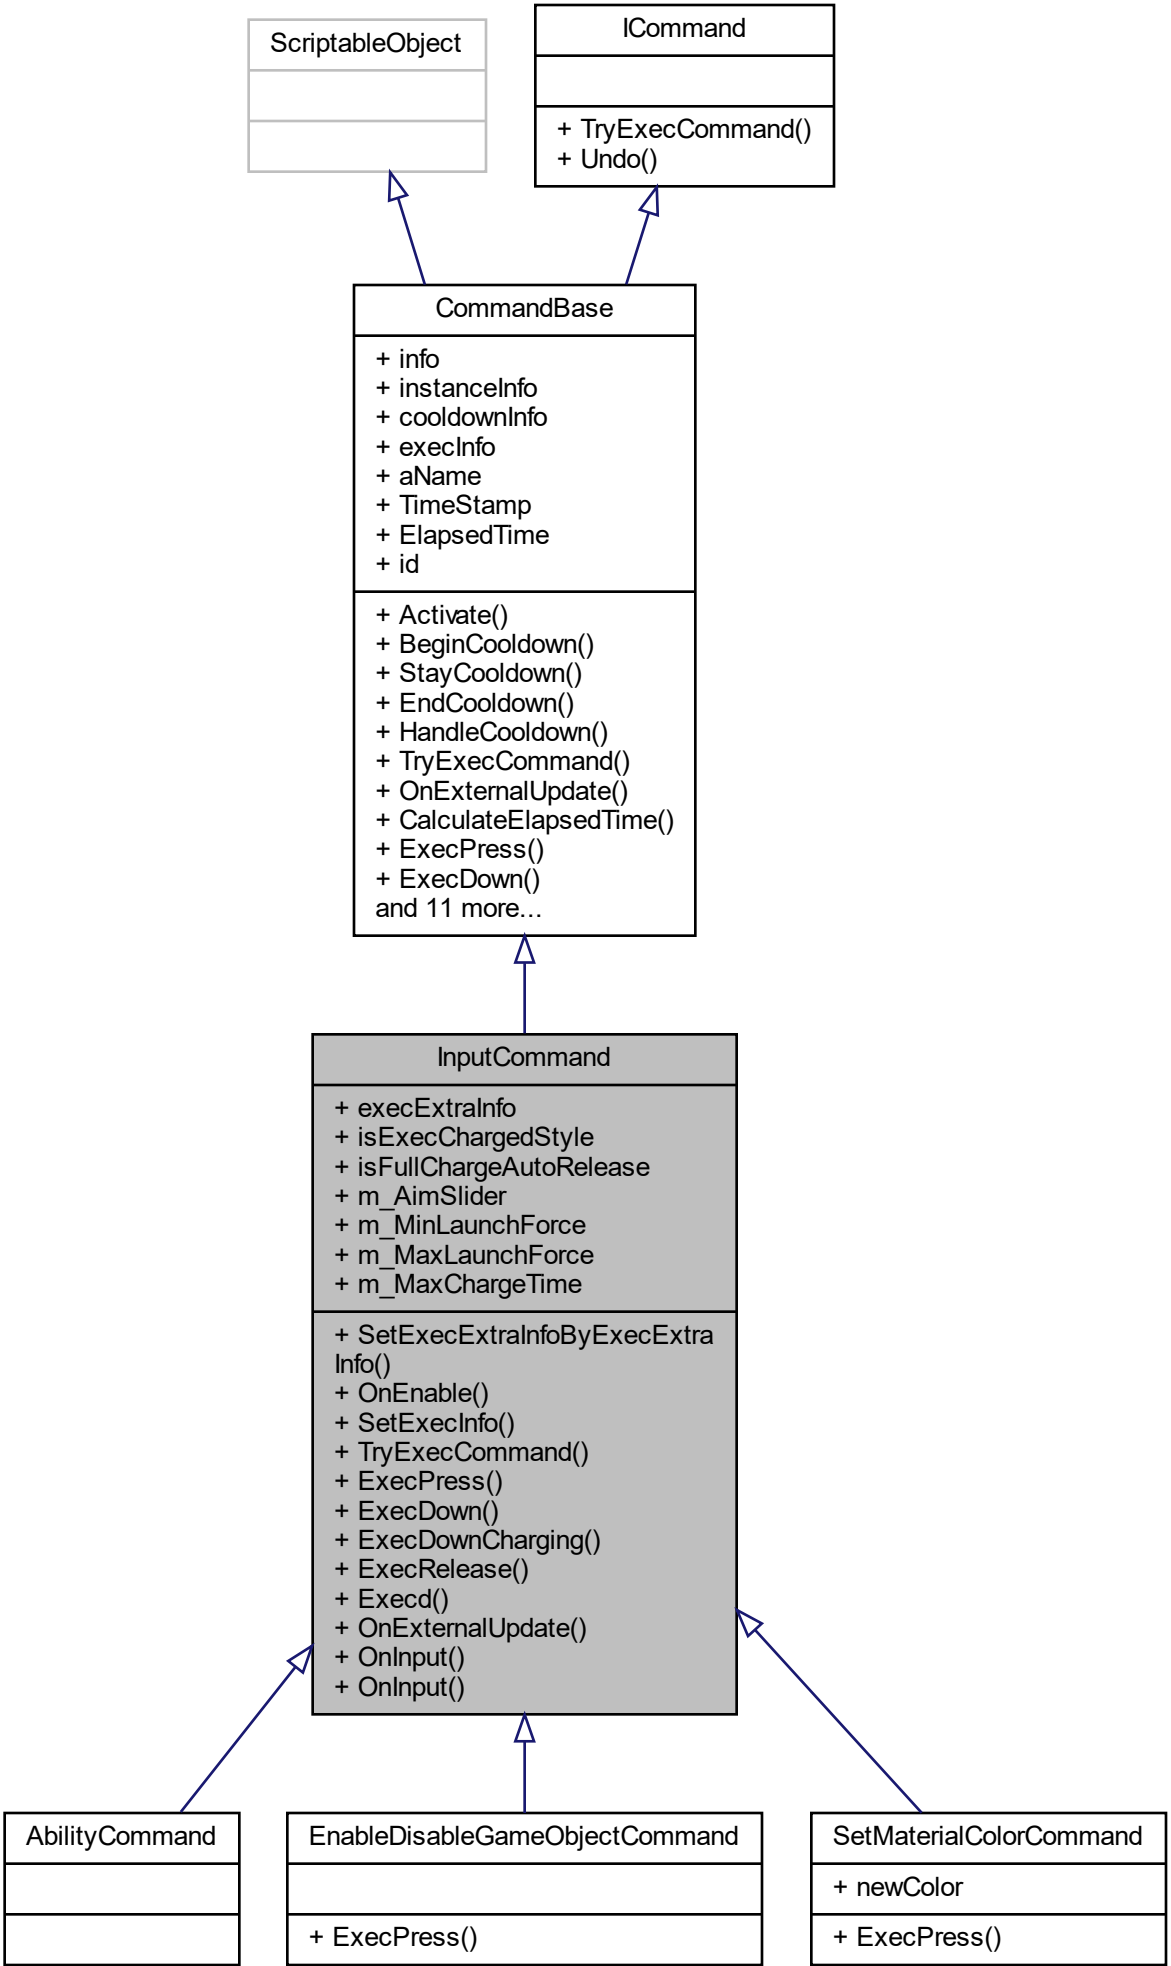 ScriptableObject
ICommand
+ TryExecCommand()
+ Undo()
CommandBase
+ info
+ instanceInfo
+ cooldownInfo
+ execInfo
+ aName
+ TimeStamp
+ ElapsedTime
+ id
+ Activate()
+ BeginCooldown()
+ StayCooldown()
+ EndCooldown()
+ HandleCooldown()
+ TryExecCommand()
+ OnExternalUpdate()
+ CalculateElapsedTime()
+ ExecPress()
+ ExecDown()
and 11 more...
InputCommand
+ execExtraInfo
+ isExecChargedStyle
+ isFullChargeAutoRelease
+ m_AimSlider
+ m_MinLaunchForce
+ m_MaxLaunchForce
+ m_MaxChargeTime
+ SetExecExtraInfoByExecExtra
Info()
+ OnEnable()
+ SetExecInfo()
+ TryExecCommand()
+ ExecPress()
+ ExecDown()
+ ExecDownCharging()
+ ExecRelease()
+ Execd()
+ OnExternalUpdate()
+ OnInput()
+ OnInput()
AbilityCommand
EnableDisableGameObjectCommand
+ ExecPress()
SetMaterialColorCommand
+ newColor
+ ExecPress()